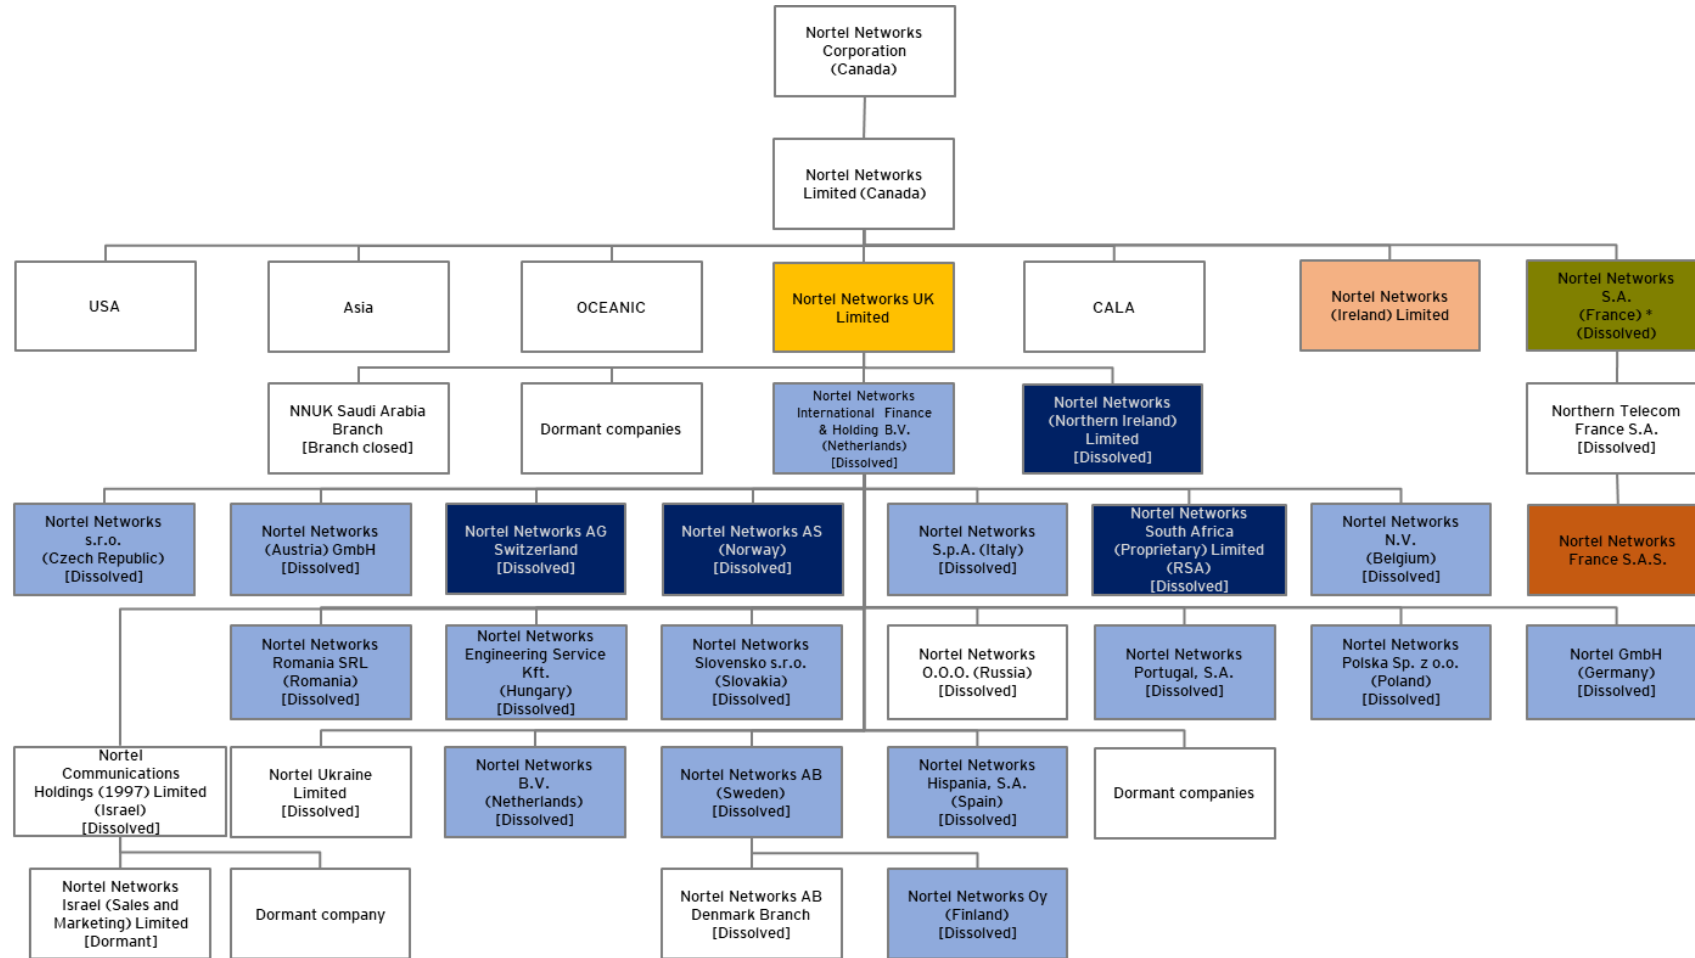 Nortel Networks
Corporation
(Canada)
Nortel Networks
Limited (Canada)
USA
Asia
OCEANIC
Nortel Networks UK
Limited
CALA
Nortel Networks
(Ireland) Limited
Nortel Networks
S.A.
(France) *
(Dissolved)
NNUK Saudi Arabia
Branch
[Branch closed]
Dormant companies
Nortel Networks
International Finance
& Holding B.V.
(Netherlands)
[Dissolved]
Nortel Networks
(Northern Ireland)
Limited
[Dissolved]
Northern Telecom
France S.A.
[Dissolved]
Nortel Networks
s.r.o.
(Czech Republic)
[Dissolved]
Nortel Networks
(Austria) GmbH
[Dissolved]
Nortel Networks AG
Switzerland
[Dissolved]
Nortel Networks AS
(Norway)
[Dissolved]
Nortel Networks
S.p.A. (Italy)
[Dissolved]
Nortel Networks
South Africa
(Proprietary) Limited
(RSA)
[Dissolved]
Nortel Networks
N.V.
(Belgium)
[Dissolved]
Nortel Networks
France S.A.S.
Nortel Networks
Romania SRL
(Romania)
[Dissolved]
Nortel Networks
Engineering Service
Kft.
(Hungary)
[Dissolved]
Nortel Networks
Slovensko s.r.o.
(Slovakia)
[Dissolved]
Nortel Networks
O.O.O. (Russia)
[Dissolved]
Nortel Networks
Portugal, S.A.
[Dissolved]
Nortel Networks
Polska Sp. z o.o.
(Poland)
[Dissolved]
Nortel GmbH
(Germany)
[Dissolved]
Nortel
Communications
Holdings (1997) Limited
(Israel)
[Dissolved]
Nortel Ukraine
Limited
[Dissolved]
Nortel Networks
B.V.
(Netherlands)
[Dissolved]
Nortel Networks AB
(Sweden)
[Dissolved]
Nortel Networks
Hispania, S.A.
(Spain)
[Dissolved]
Dormant companies
Nortel Networks
Israel (Sales and
Marketing) Limited
[Dormant]
Dormant company
Nortel Networks AB
Denmark Branch
[Dissolved]
Nortel Networks Oy
(Finland)
[Dissolved]